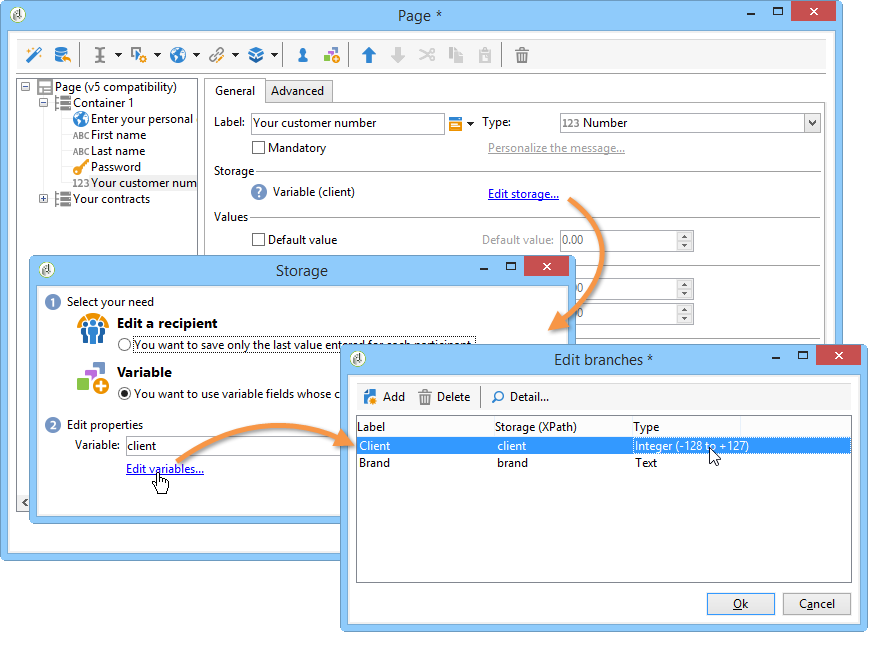 Page *
Page (v5 compatibility)
Container 1
Enter your personal
ABC First name
ABC Last name
Password
123 Your customer num
Your contracts
General
Advanced
Label:
Your customer number
Type:
123 Number
Mandatory
Personalize the message...
Storage
? Variable (client)
Edit storage...
Values
Default value
Default value:
0.00
00
00
Storage
1 Select your need
Edit a recipient
You want to save only the last value entered for each participant.
Variable
You want to use variable fields whose c
2 Edit properties
Variable:
client
Edit variables...
Edit branches *
Add
Delete
Detail...
Label
Storage (XPath)
Type
Client
client
Integer (-128 to +127)
Brand
brand
Text
Ok
Cancel